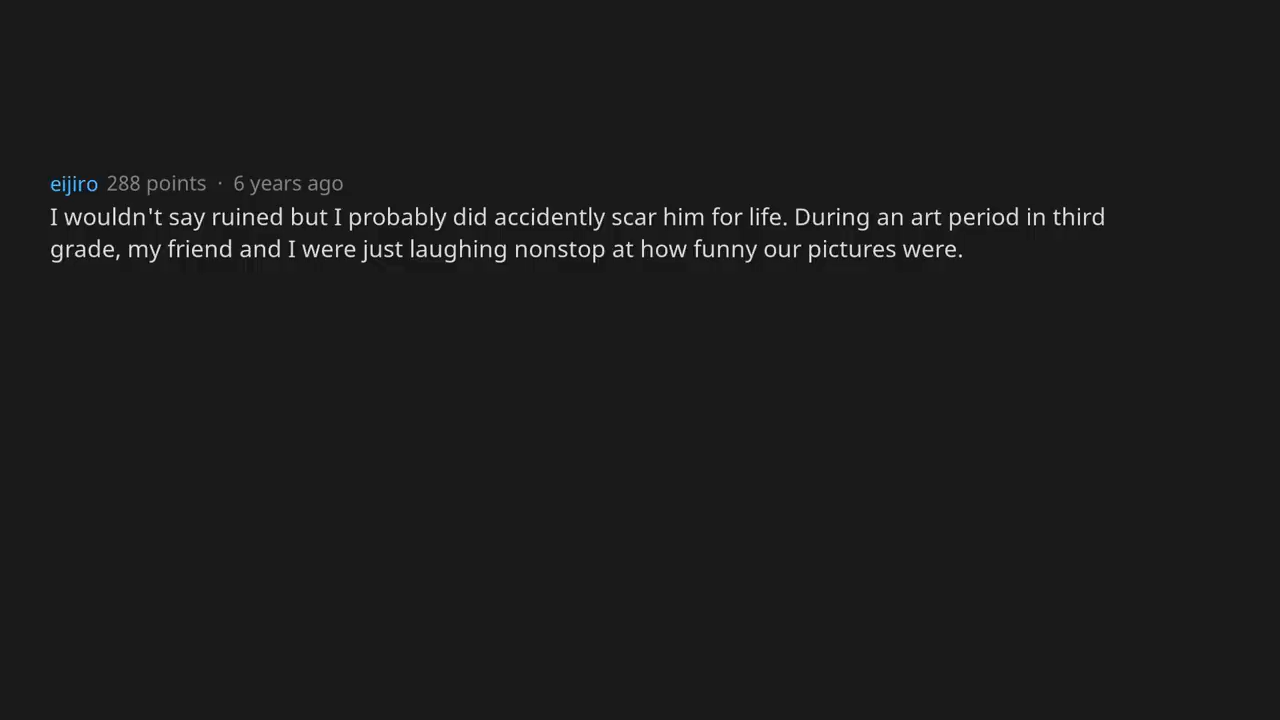 eijiro 288 points · 6 years ago
I wouldn't say ruined but I probably did accidently scar him for life. During an art period in third
grade, my friend and I were just laughing nonstop at how funny our pictures were.